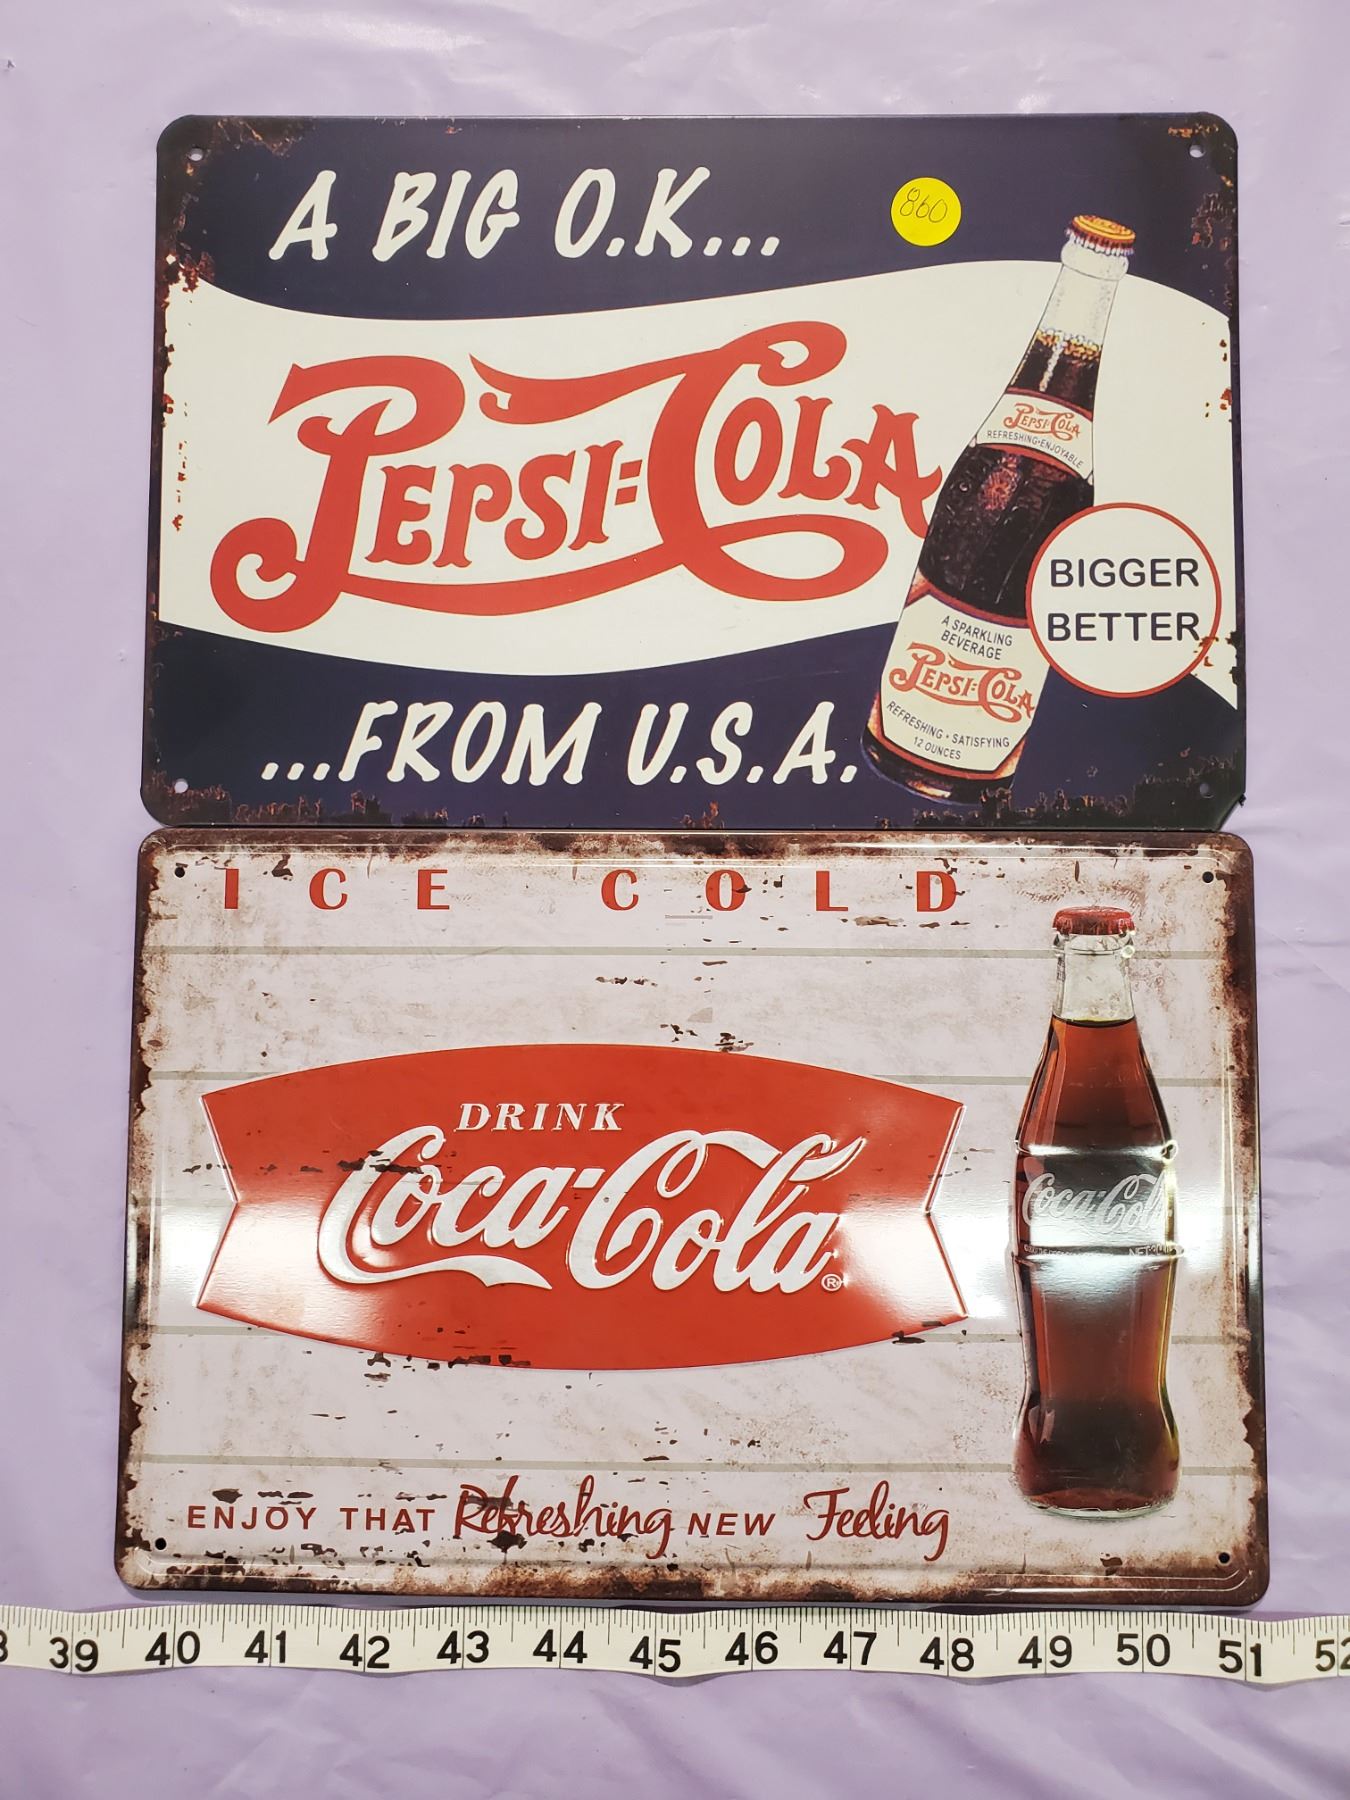 A BIG O.K...
860
PEPSI=COLA
PEPSI=COLA
REFRESHING•ENJOYABLE
BIGGER
BETTER
A SPARKLING
BEVERAGE
PEPSI=COLA
REFRESHING • SATISFYING
12 OUNCES
...FROM U.S.A.
ICE COLD
DRINK
Coca-Cola®
Coca-Cola
ENJOY THAT Refreshing NEW Feeling
39 40 41 42 43 44 45 46 47 48 49 50 51 52